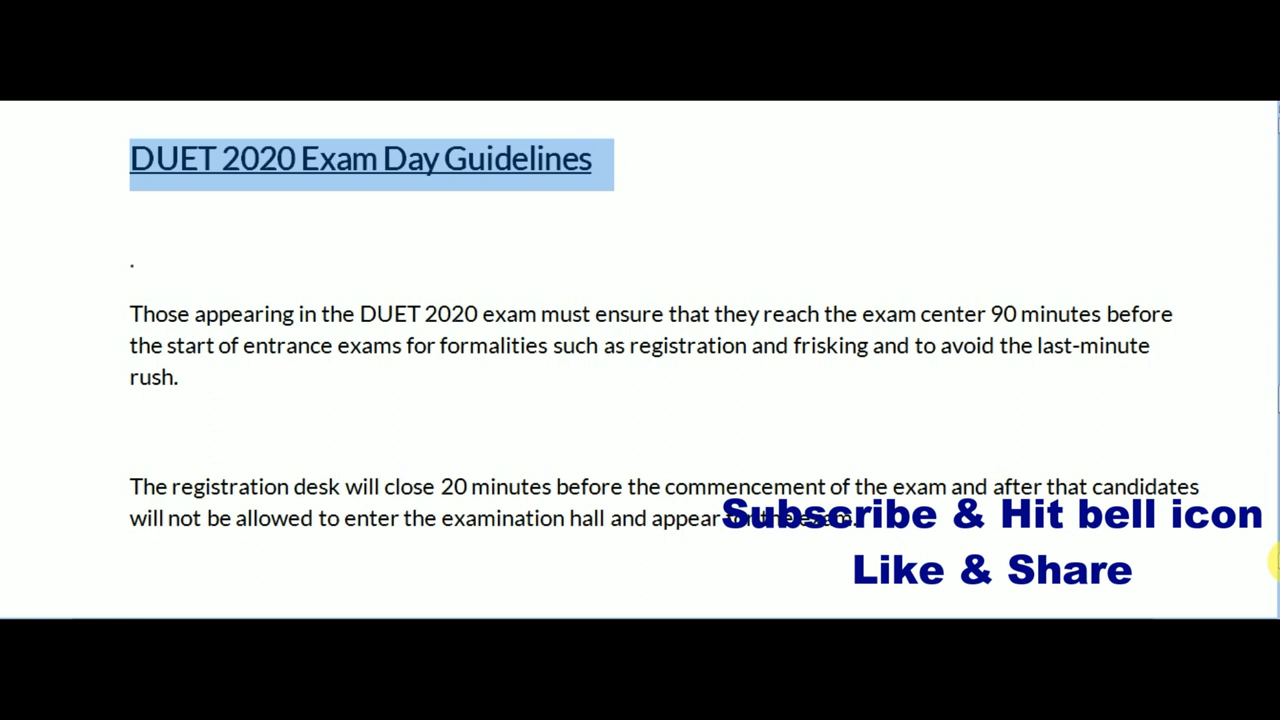 DUET 2020 Exam Day Guidelines
.
Those appearing in the DUET 2020 exam must ensure that they reach the exam center 90 minutes before
the start of entrance exams for formalities such as registration and frisking and to avoid the last-minute
rush.
The registration desk will close 20 minutes before the commencement of the exam and after that candidates
will not be allowed to enter the examination hall and appear for the exam.
Subscribe & Hit bell icon
Like & Share